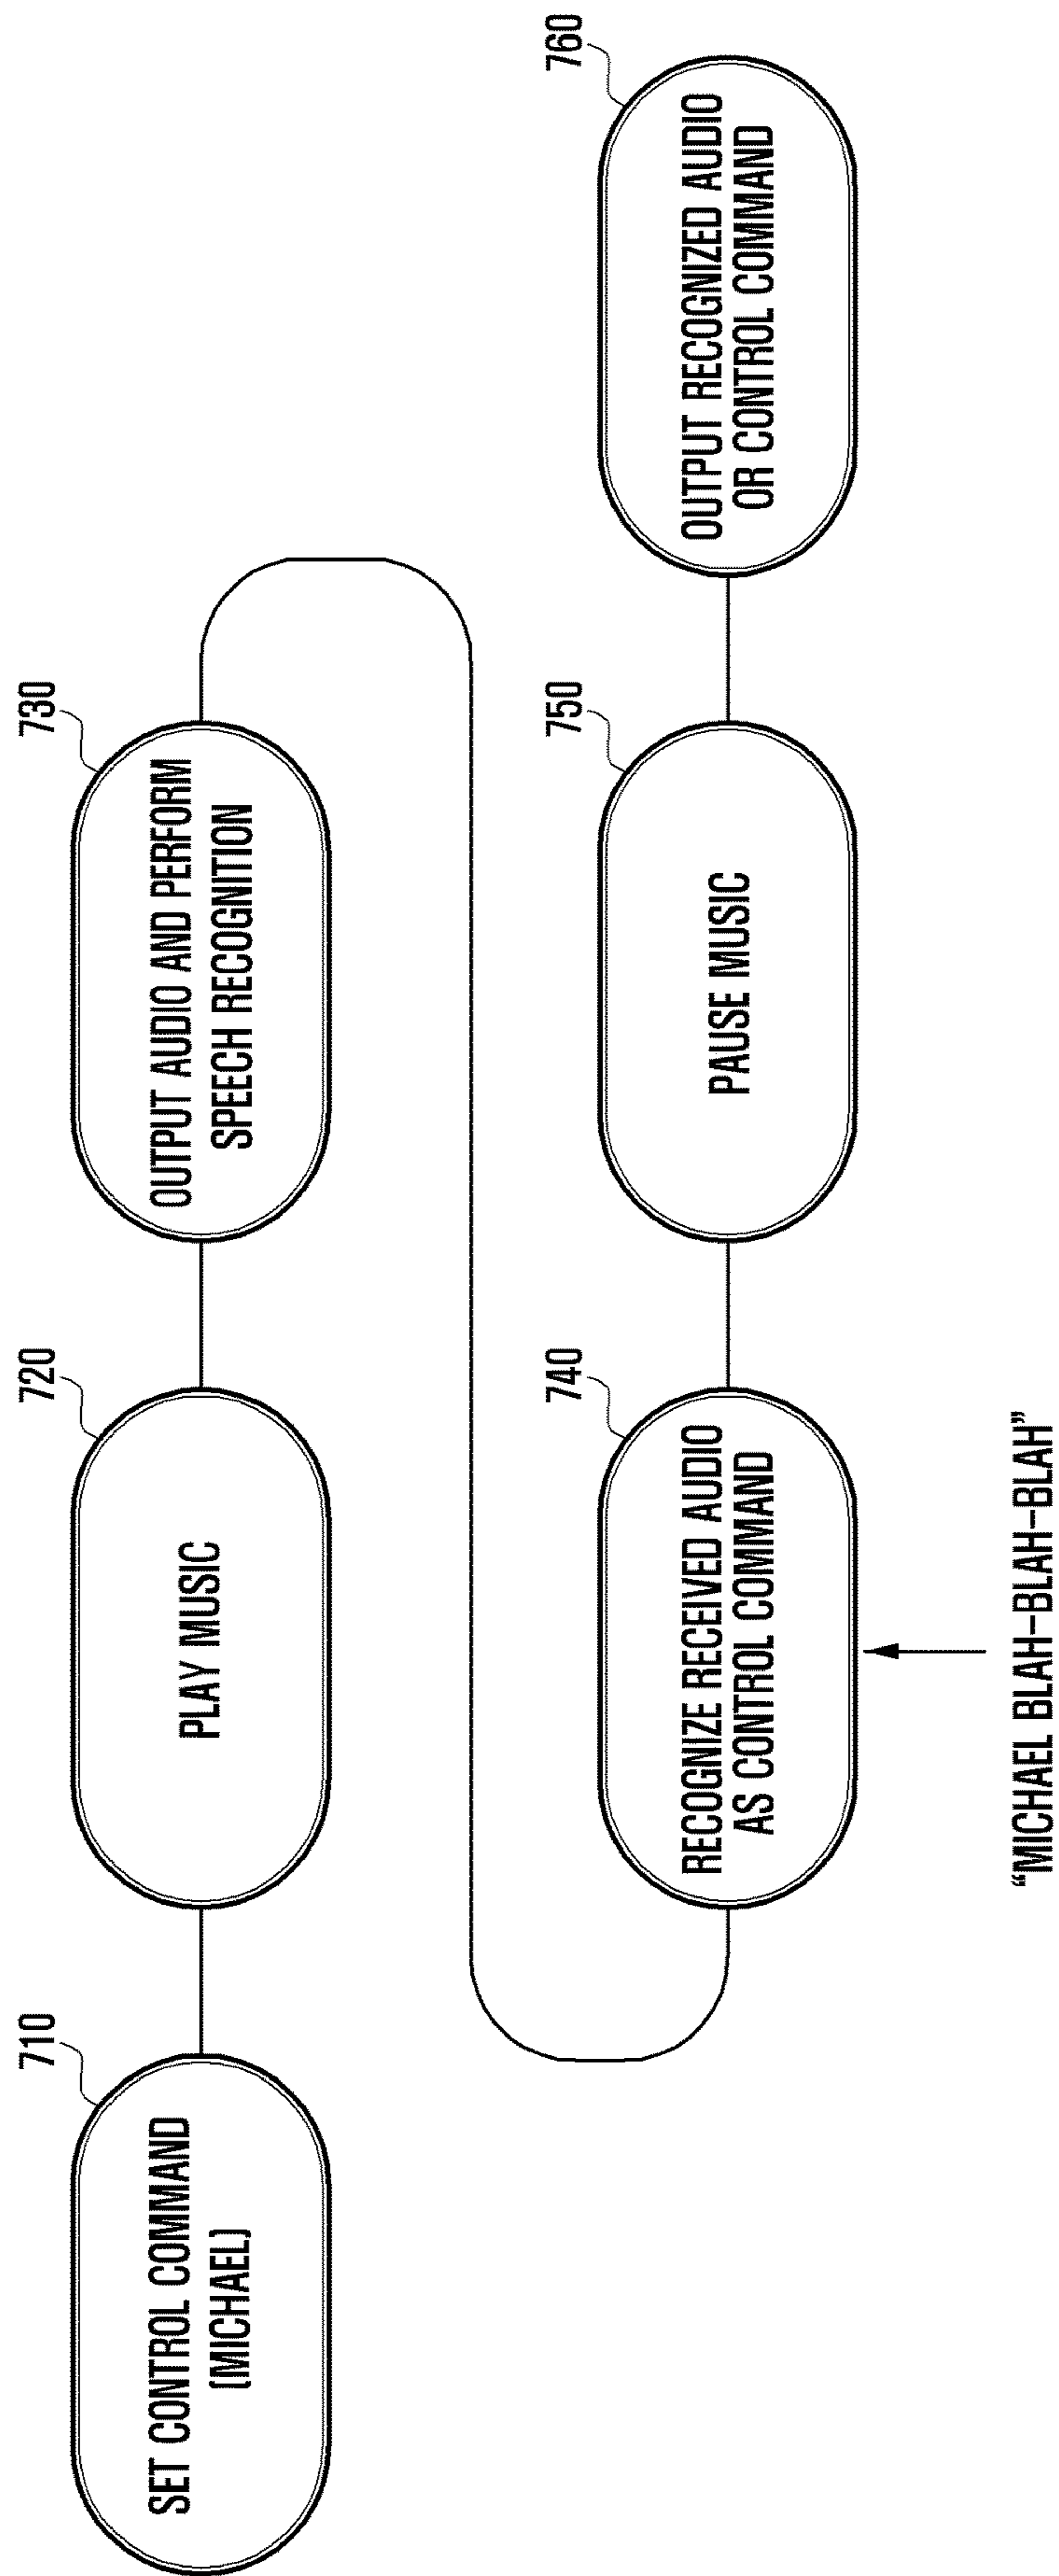 710
SET CONTROL COMMAND
(MICHAEL)
720
PLAY MUSIC
730
OUTPUT AUDIO AND PERFORM
SPEECH RECOGNITION
740
RECOGNIZE RECEIVED AUDIO
AS CONTROL COMMAND
750
PAUSE MUSIC
760
OUTPUT RECOGNIZED AUDIO
OR CONTROL COMMAND
“MICHAEL BLAH-BLAH-BLAH-BLAH”